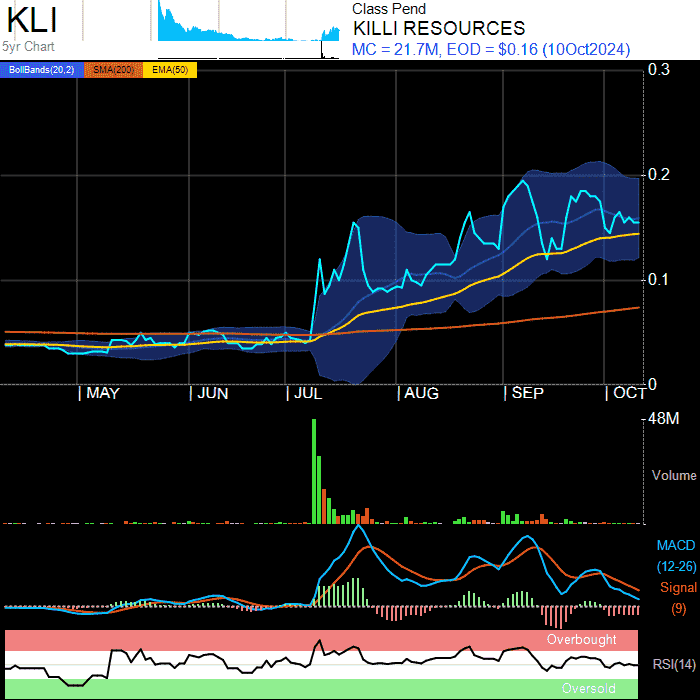 KLI
5yr Chart
Class Pend
KILLI RESOURCES
MC = 21.7M, EOD = $0.16 (10Oct2024)
BollBands(20,2) SMA(200) EMA(50)
0.3
0.2
0.1
0
| MAY | JUN | JUL | AUG | SEP | OCT
48M
Volume
MACD
(12-26)
Signal
(9)
Overbought
RSI(14)
Oversold